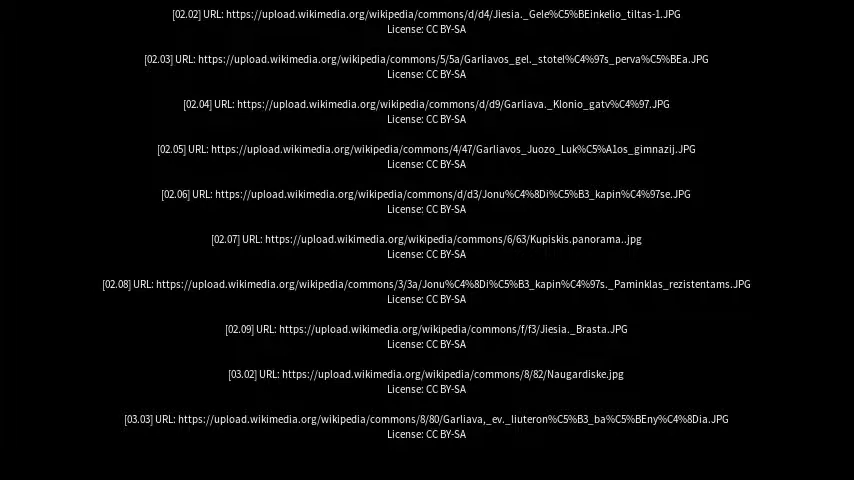 [02.02] URL: https://upload.wikimedia.org/wikipedia/commons/d/d4/Jiesia._Gele%C5%BEinkelio_tiltas-1.JPG
License: CC BY-SA
[02.03] URL: https://upload.wikimedia.org/wikipedia/commons/5/5a/Garliavos_gel._stotel%C4%97s_perva%C5%BEa.JPG
License: CC BY-SA
[02.04] URL: https://upload.wikimedia.org/wikipedia/commons/d/d9/Garliava._Klonio_gatv%C4%97.JPG
License: CC BY-SA
[02.05] URL: https://upload.wikimedia.org/wikipedia/commons/4/47/Garliavos_Juozo_Luk%C5%A1os_gimnazij.JPG
License: CC BY-SA
[02.06] URL: https://upload.wikimedia.org/wikipedia/commons/d/d3/Jonu%C4%8Di%C5%B3_kapin%C4%97se.JPG
License: CC BY-SA
[02.07] URL: https://upload.wikimedia.org/wikipedia/commons/6/63/Kupiskis.panorama..jpg
License: CC BY-SA
[02.08] URL: https://upload.wikimedia.org/wikipedia/commons/3/3a/Jonu%C4%8Di%C5%B3_kapin%C4%97s._Paminklas_rezistentams.JPG
License: CC BY-SA
[02.09] URL: https://upload.wikimedia.org/wikipedia/commons/f/f3/Jiesia._Brasta.JPG
License: CC BY-SA
[03.02] URL: https://upload.wikimedia.org/wikipedia/commons/8/82/Naugardiske.jpg
License: CC BY-SA
[03.03] URL: https://upload.wikimedia.org/wikipedia/commons/8/80/Garliava,_ev._liuteron%C5%B3_ba%C5%BEny%C4%8Dia.JPG
License: CC BY-SA